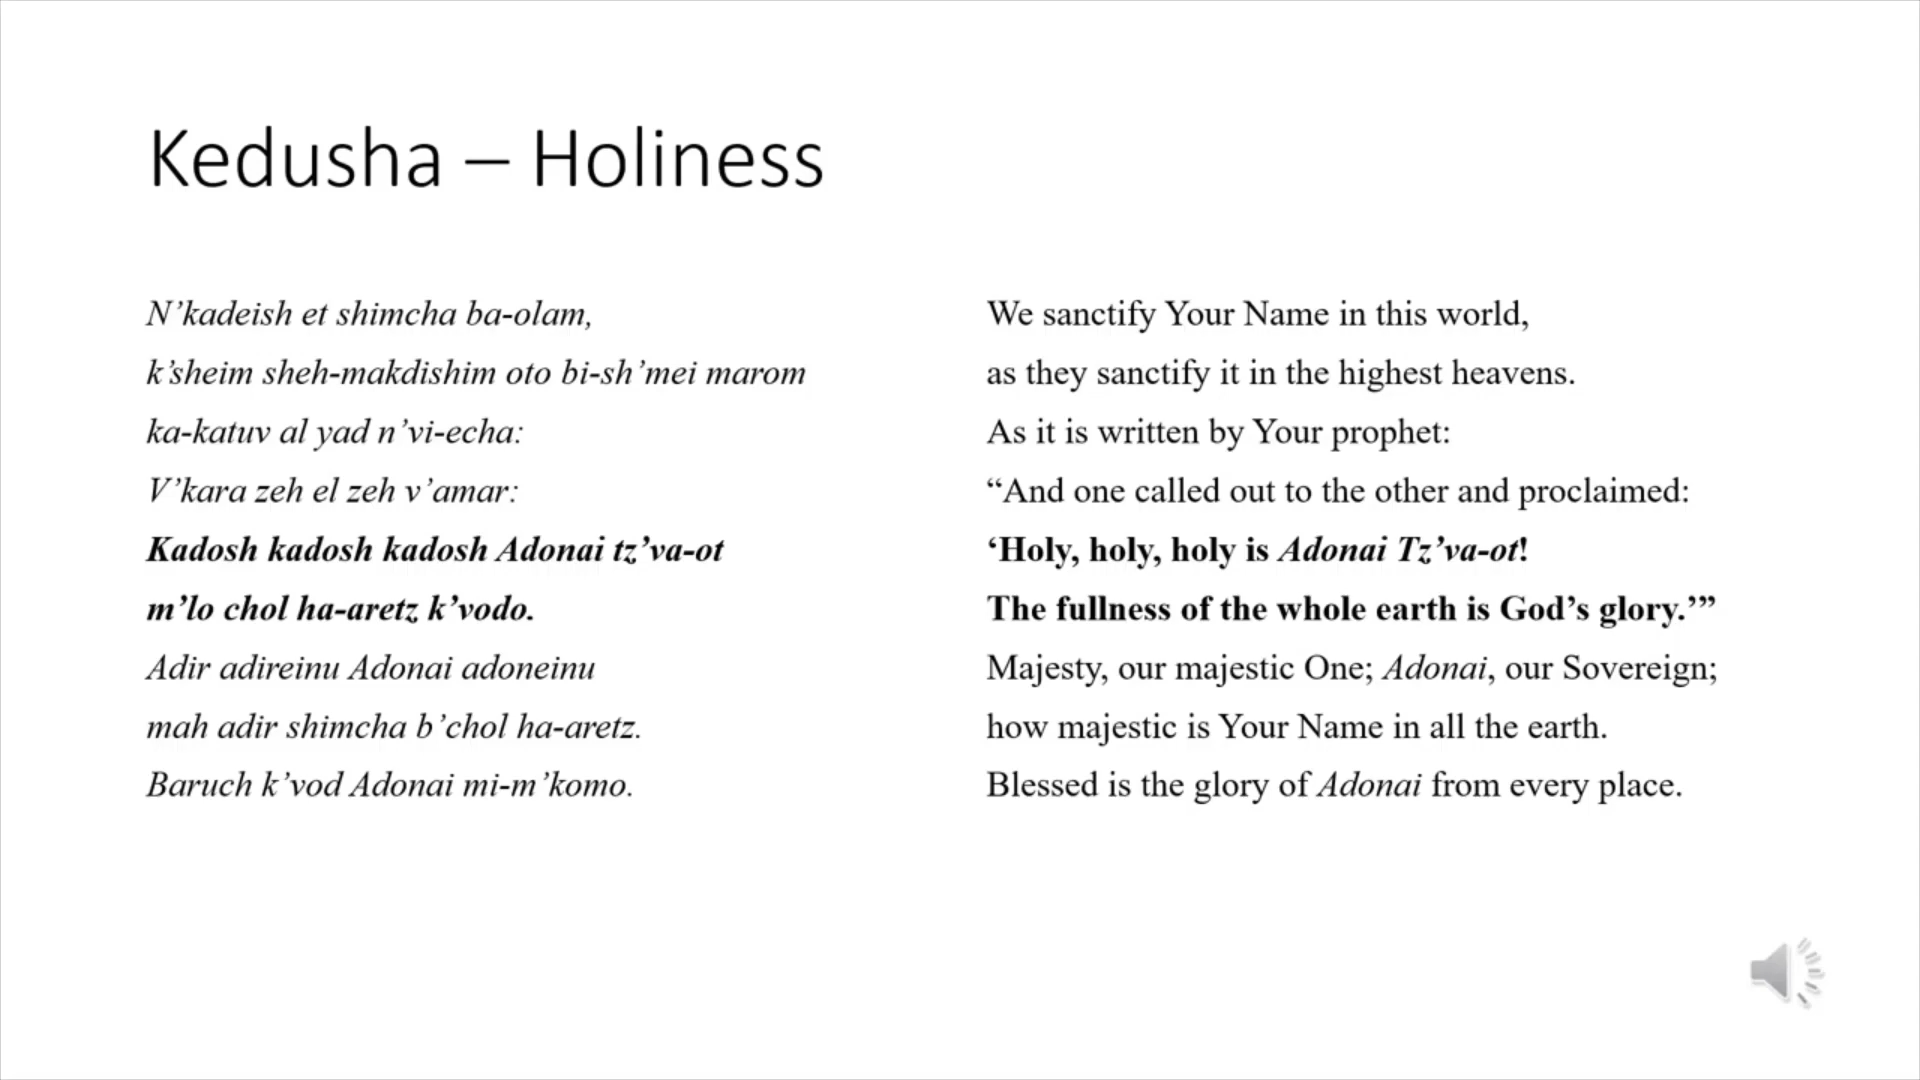 Kedusha – Holiness
N’kadeish et shimcha ba-olam,
k’sheim sheh-makdishim oto bi-sh’mei marom
ka-katuv al yad n’vi-echa:
V’kara zeh el zeh v’amar:
Kadosh kadosh kadosh Adonai tz’va-ot
m’lo chol ha-aretz k’vodo.
Adir adireinu Adonai adoneinu
mah adir shimcha b’chol ha-aretz.
Baruch k’vod Adonai mi-m’komo.
We sanctify Your Name in this world,
as they sanctify it in the highest heavens.
As it is written by Your prophet:
“And one called out to the other and proclaimed:
‘Holy, holy, holy is Adonai Tz’va-ot!
The fullness of the whole earth is God’s glory.’”
Majesty, our majestic One; Adonai, our Sovereign;
how majestic is Your Name in all the earth.
Blessed is the glory of Adonai from every place.